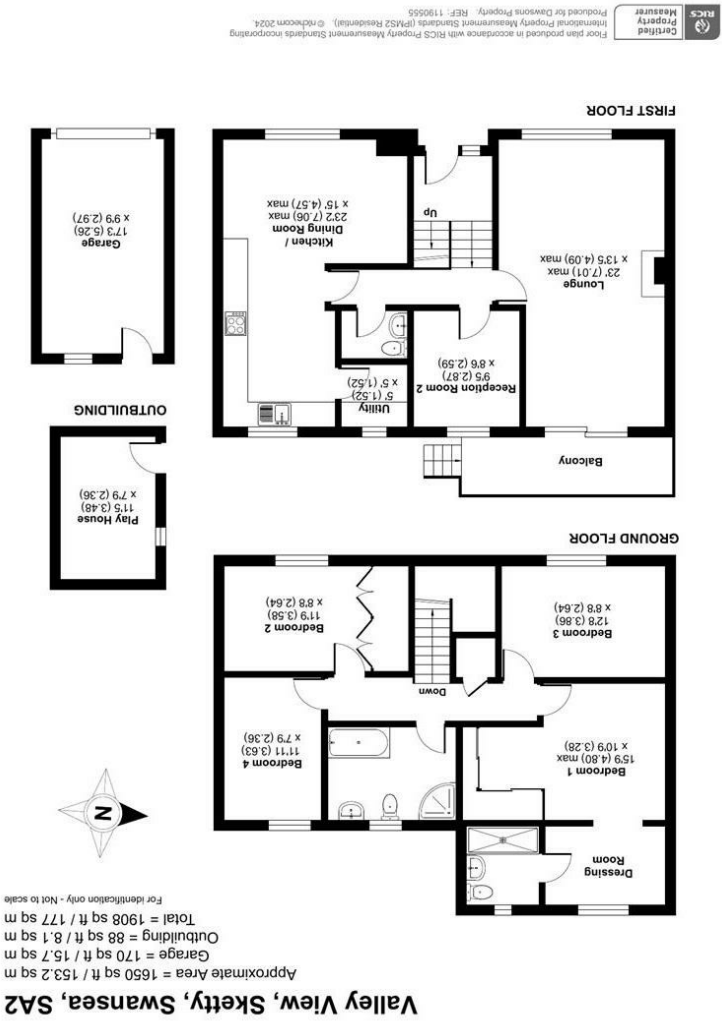 Valley View, Sketty, Swansea, SA2
Approximate Area = 1650 sq ft / 153.2 sq m
Garage = 170 sq ft / 15.7 sq m
Outbuilding = 88 sq ft / 8.1 sq m
Total = 1908 sq ft / 177 sq m
For identification only - Not to scale
N
Dressing
Room
Bedroom 1
15'9 (4.80) max
x 10'9 (3.28)
Bedroom 4
11'11 (3.63)
x 7'9 (2.36)
Down
Bedroom 3
12'8 (3.86)
x 8'8 (2.64)
Bedroom 2
11'9 (3.58)
x 8'8 (2.64)
GROUND FLOOR
Play House
11'5 (3.48)
x 7'9 (2.36)
OUTBUILDING
Balcony
Reception Room 2
9'5 (2.87)
x 8'6 (2.59)
Utility
5' (1.52)
x 5' (1.52)
Lounge
23' (7.01) max
x 13'5 (4.09) max
Up
Kitchen /
Dining Room
23'2 (7.06) max
x 15' (4.57) max
Garage
17'3 (5.26)
x 9'9 (2.97)
FIRST FLOOR
RICS
Certified
Property
Measurer
Floor plan produced in accordance with RICS Property Measurement Standards incorporating
International Property Measurement Standards (IPMS2 Residential). © nichecom 2024.
Produced for Dawsons Property. REF: 1190555